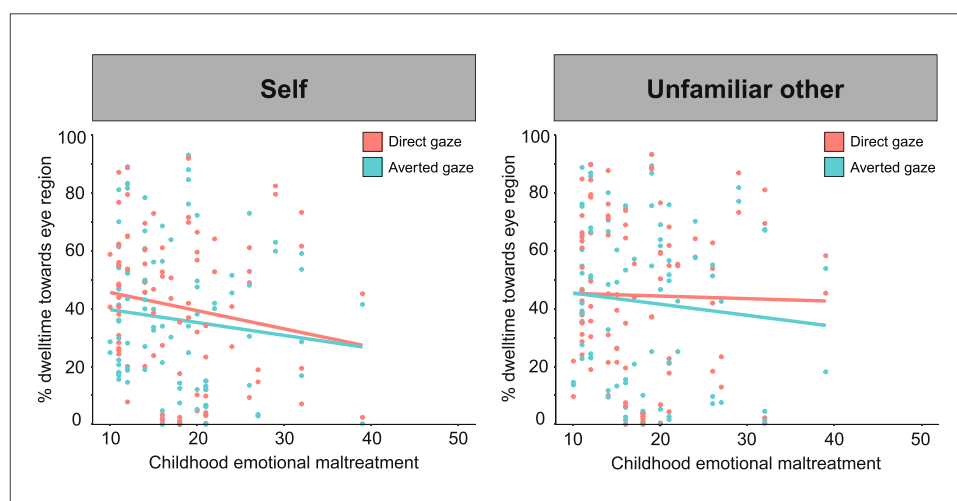 Self
Direct gaze
Averted gaze
% dwelltime towards eye region
100
80
60
40
20
0
10
20
30
40
50
Childhood emotional maltreatment
Unfamiliar other
Direct gaze
Averted gaze
% dwelltime towards eye region
100
80
60
40
20
0
10
20
30
40
50
Childhood emotional maltreatment